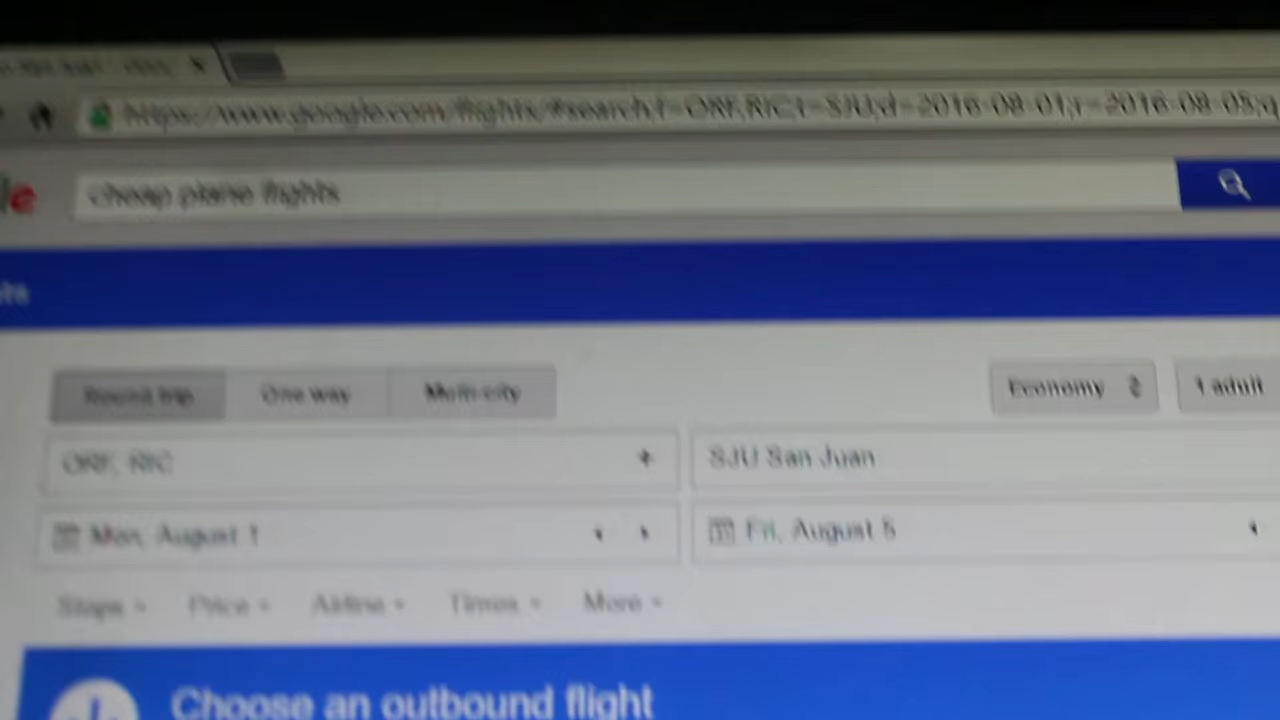 https://www.google.com/flights/#search;f=ORF,RIC;t=SJU;d=2016-08-01;r=2016-08-05;q
le
cheap plane flights
hts
Round trip One way Multi-city Economy 1 adult
ORF, RIC + SJU San Juan
Mon, August 1 Fri, August 5
Stops Price Airline Times More
Choose an outbound flight